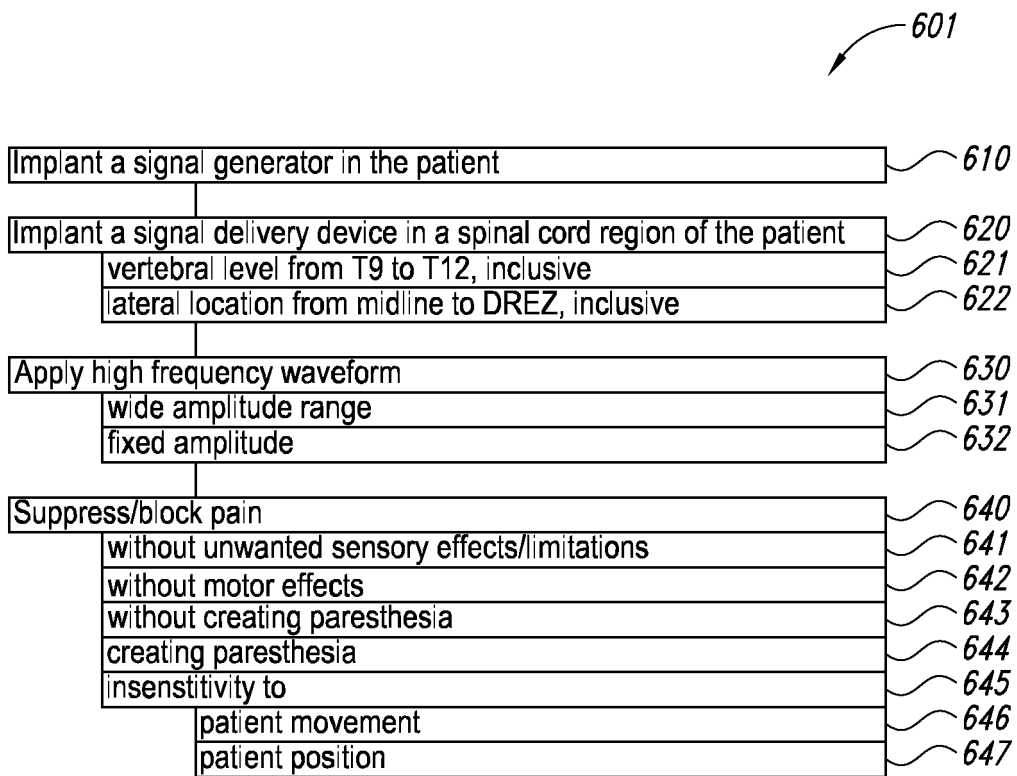 601
Implant a signal generator in the patient 610
Implant a signal delivery device in a spinal cord region of the patient 620
vertebral level from T9 to T12, inclusive 621
lateral location from midline to DREZ, inclusive 622
Apply high frequency waveform 630
wide amplitude range 631
fixed amplitude 632
Suppress/block pain 640
without unwanted sensory effects/limitations 641
without motor effects 642
without creating paresthesia 643
creating paresthesia 644
insenstitivity to 645
patient movement 646
patient position 647